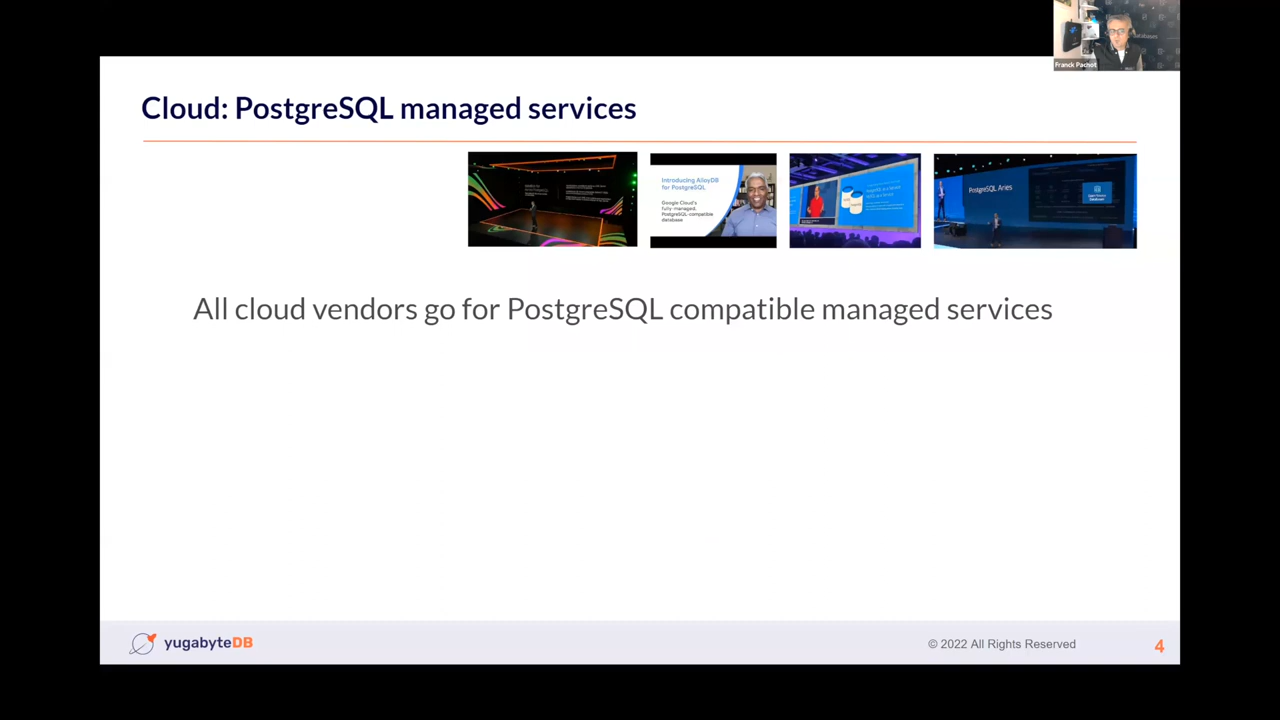 Franck Pachot
Cloud: PostgreSQL managed services
Introducing AlloyDB
for PostgreSQL
Google Cloud's
fully-managed,
PostgreSQL-compatible
database
PostgreSQL Aries
All cloud vendors go for PostgreSQL compatible managed services
yugabyteDB
© 2022 All Rights Reserved
4